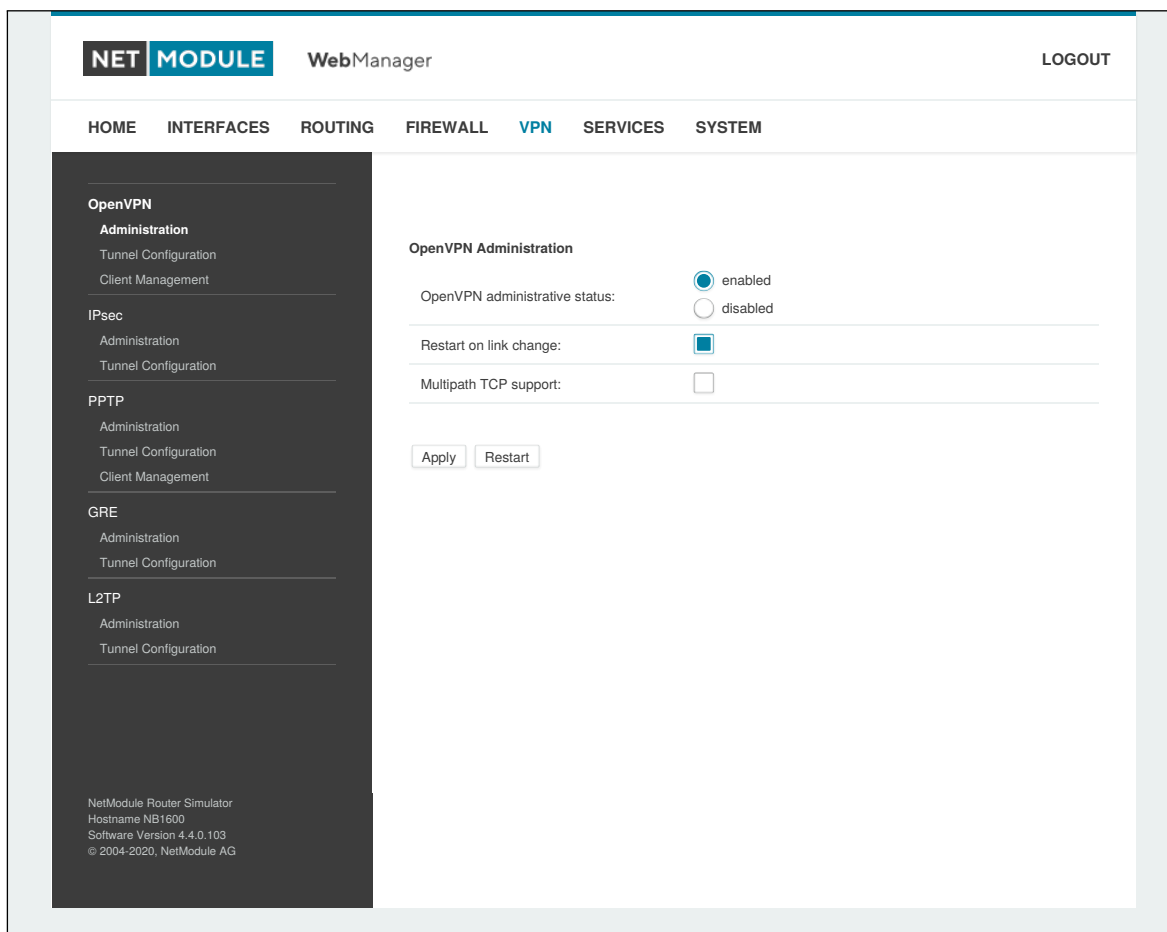 NET MODULE WebManager LOGOUT
HOME INTERFACES ROUTING FIREWALL VPN SERVICES SYSTEM
OpenVPN
Administration
Tunnel Configuration
Client Management
IPsec
Administration
Tunnel Configuration
PPTP
Administration
Tunnel Configuration
Client Management
GRE
Administration
Tunnel Configuration
L2TP
Administration
Tunnel Configuration
NetModule Router Simulator
Hostname NB1600
Software Version 4.4.0.103
© 2004-2020, NetModule AG
OpenVPN Administration
OpenVPN administrative status:
enabled
disabled
Restart on link change:
Multipath TCP support:
Apply Restart